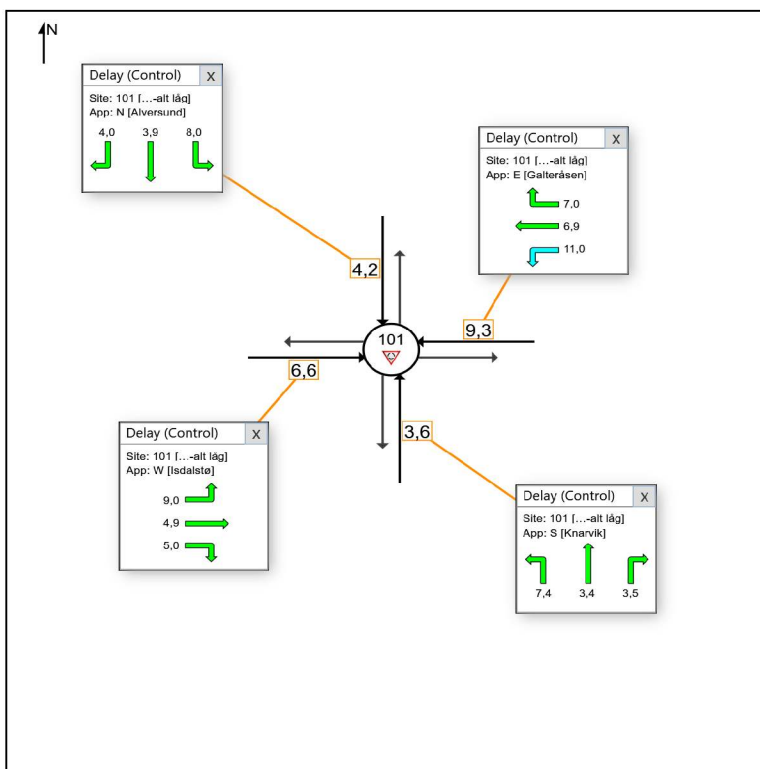 N
Delay (Control) X
Site: 101 [...-alt låg]
App: N [Alversund]
4,0 3,9 8,0
Delay (Control) X
Site: 101 [...-alt låg]
App: E [Galteråsen]
7,0
6,9
11,0
4,2
101
9,3
6,6
3,6
Delay (Control) X
Site: 101 [...-alt låg]
App: W [Isdalstø]
9,0
4,9
5,0
Delay (Control) X
Site: 101 [...-alt låg]
App: S [Knarvik]
7,4 3,4 3,5